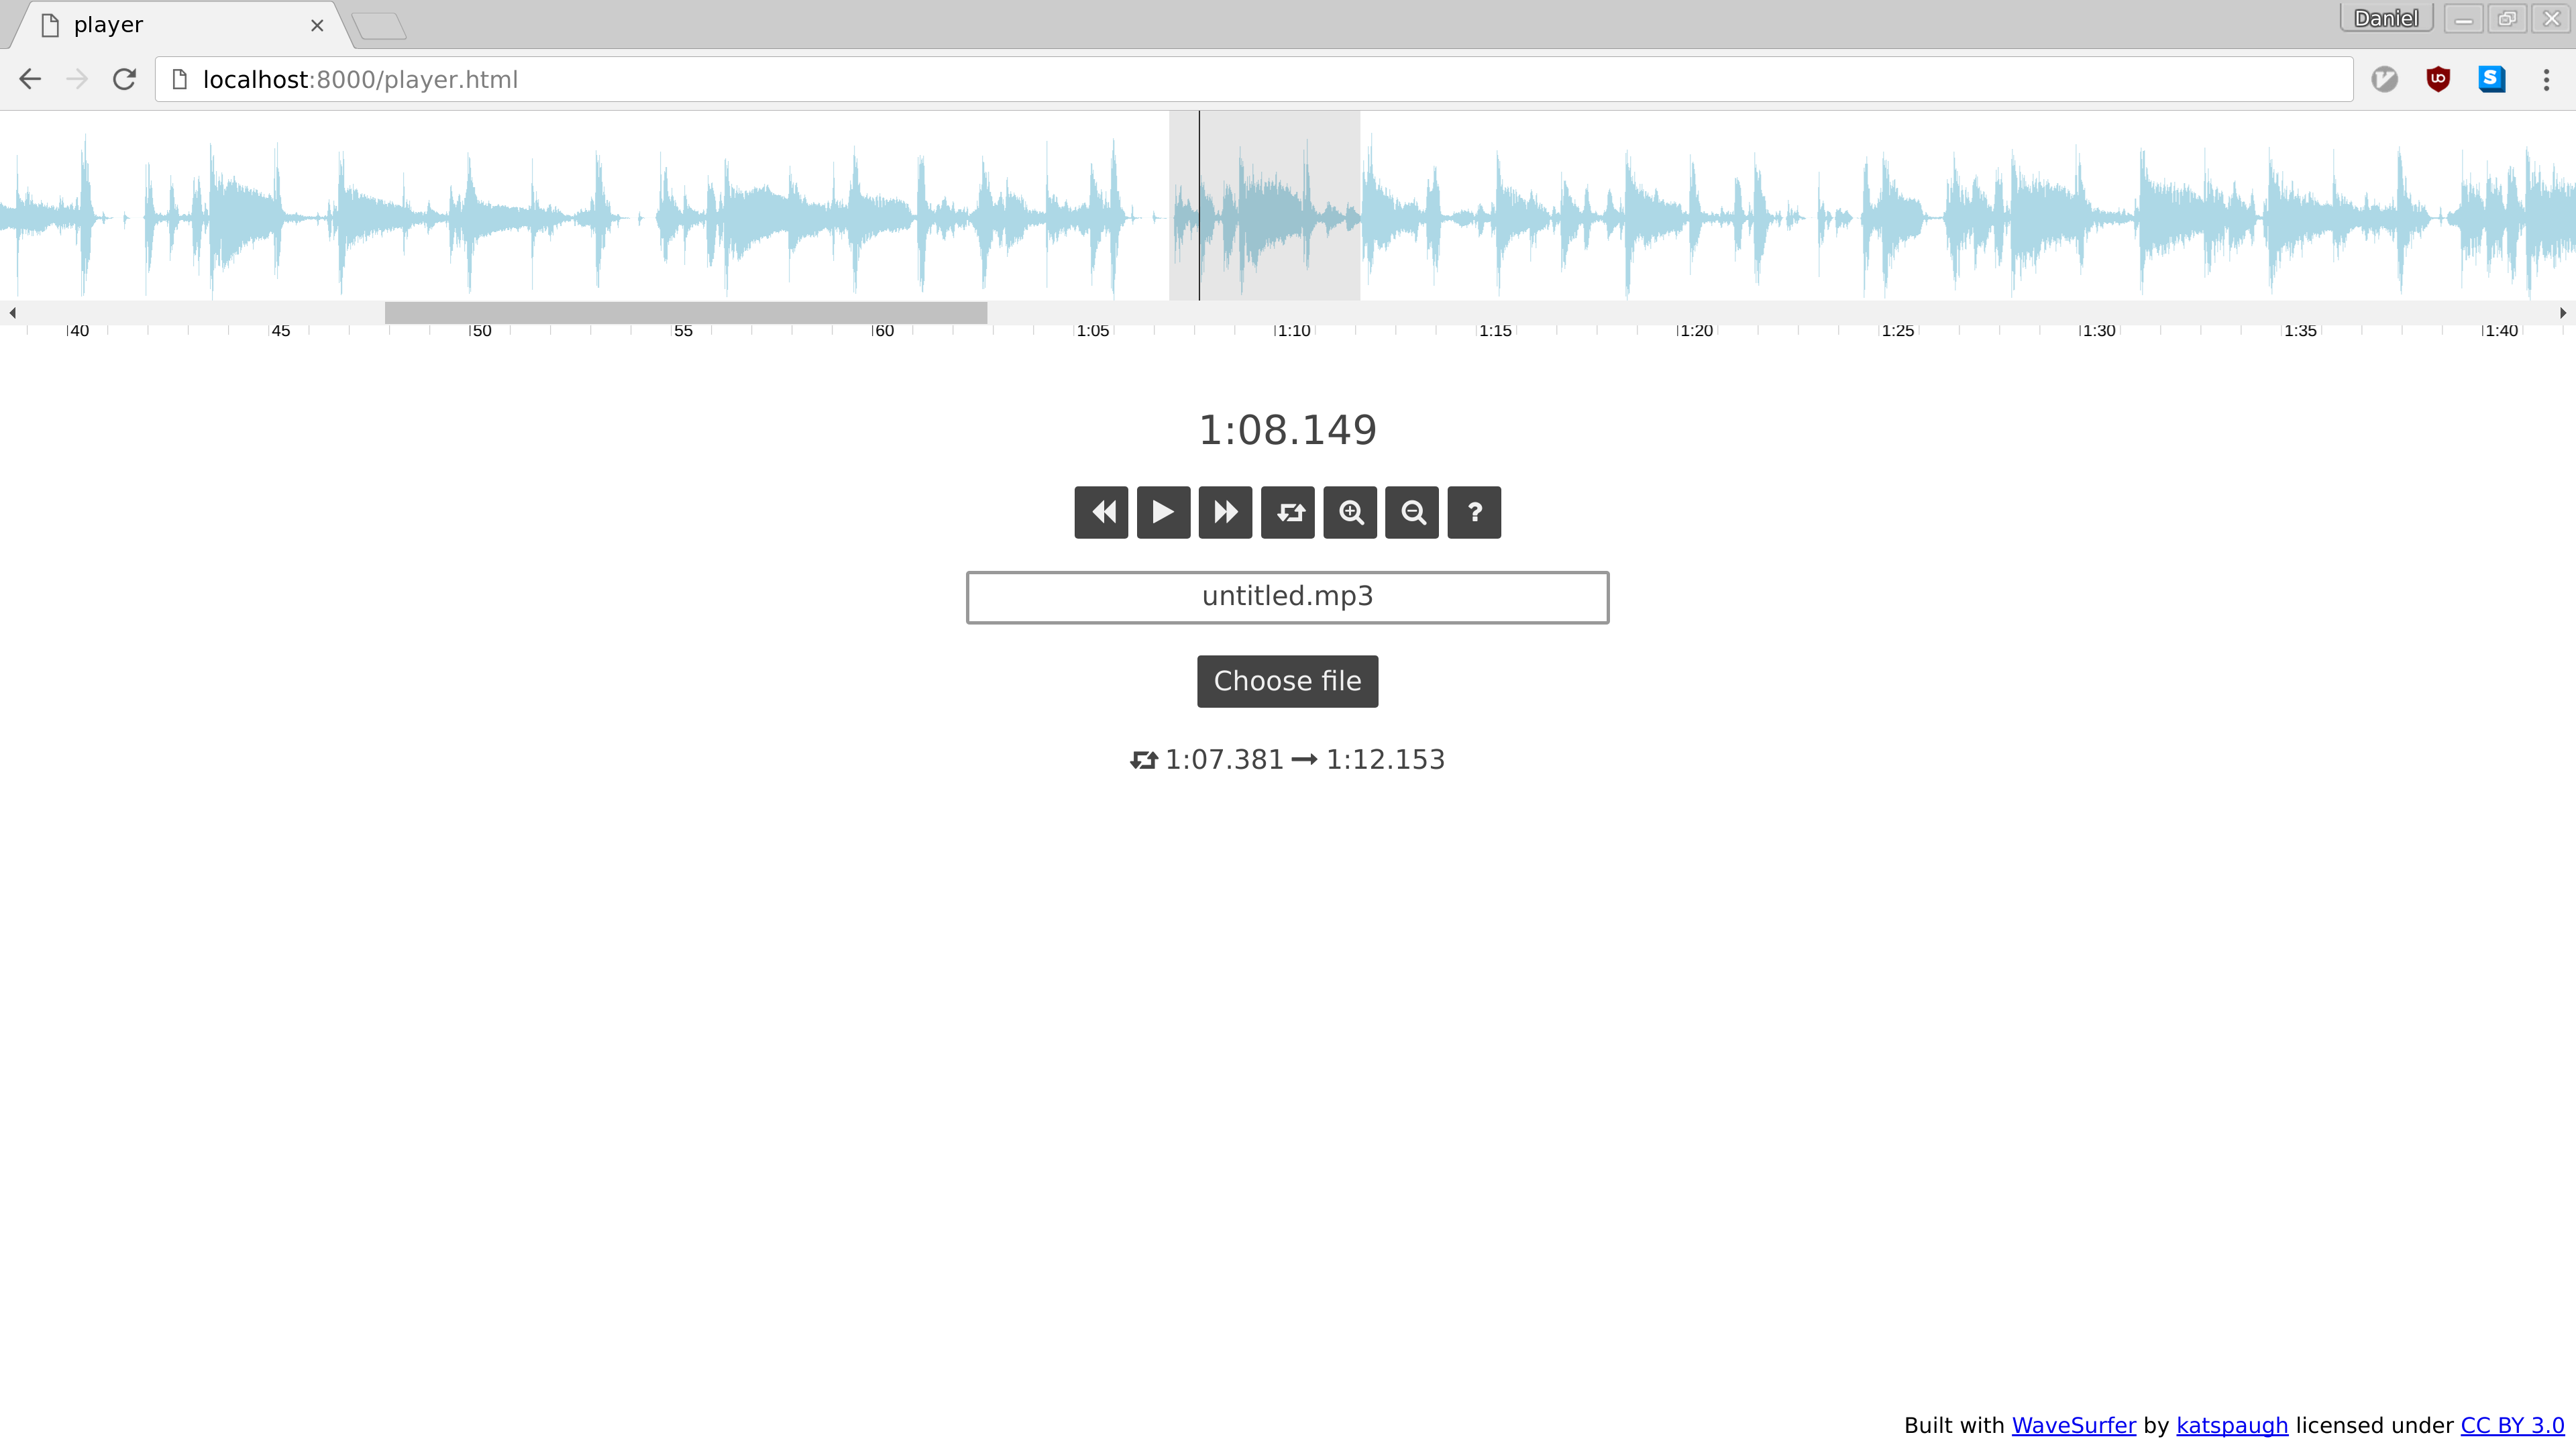 player
Daniel
localhost:8000/player.html
40 45 50 55 60 1:05 1:10 1:15 1:20 1:25 1:30 1:35 1:40
1:08.149
?
untitled.mp3
Choose file
1:07.381 → 1:12.153
Built with WaveSurfer by katspaugh licensed under CC BY 3.0